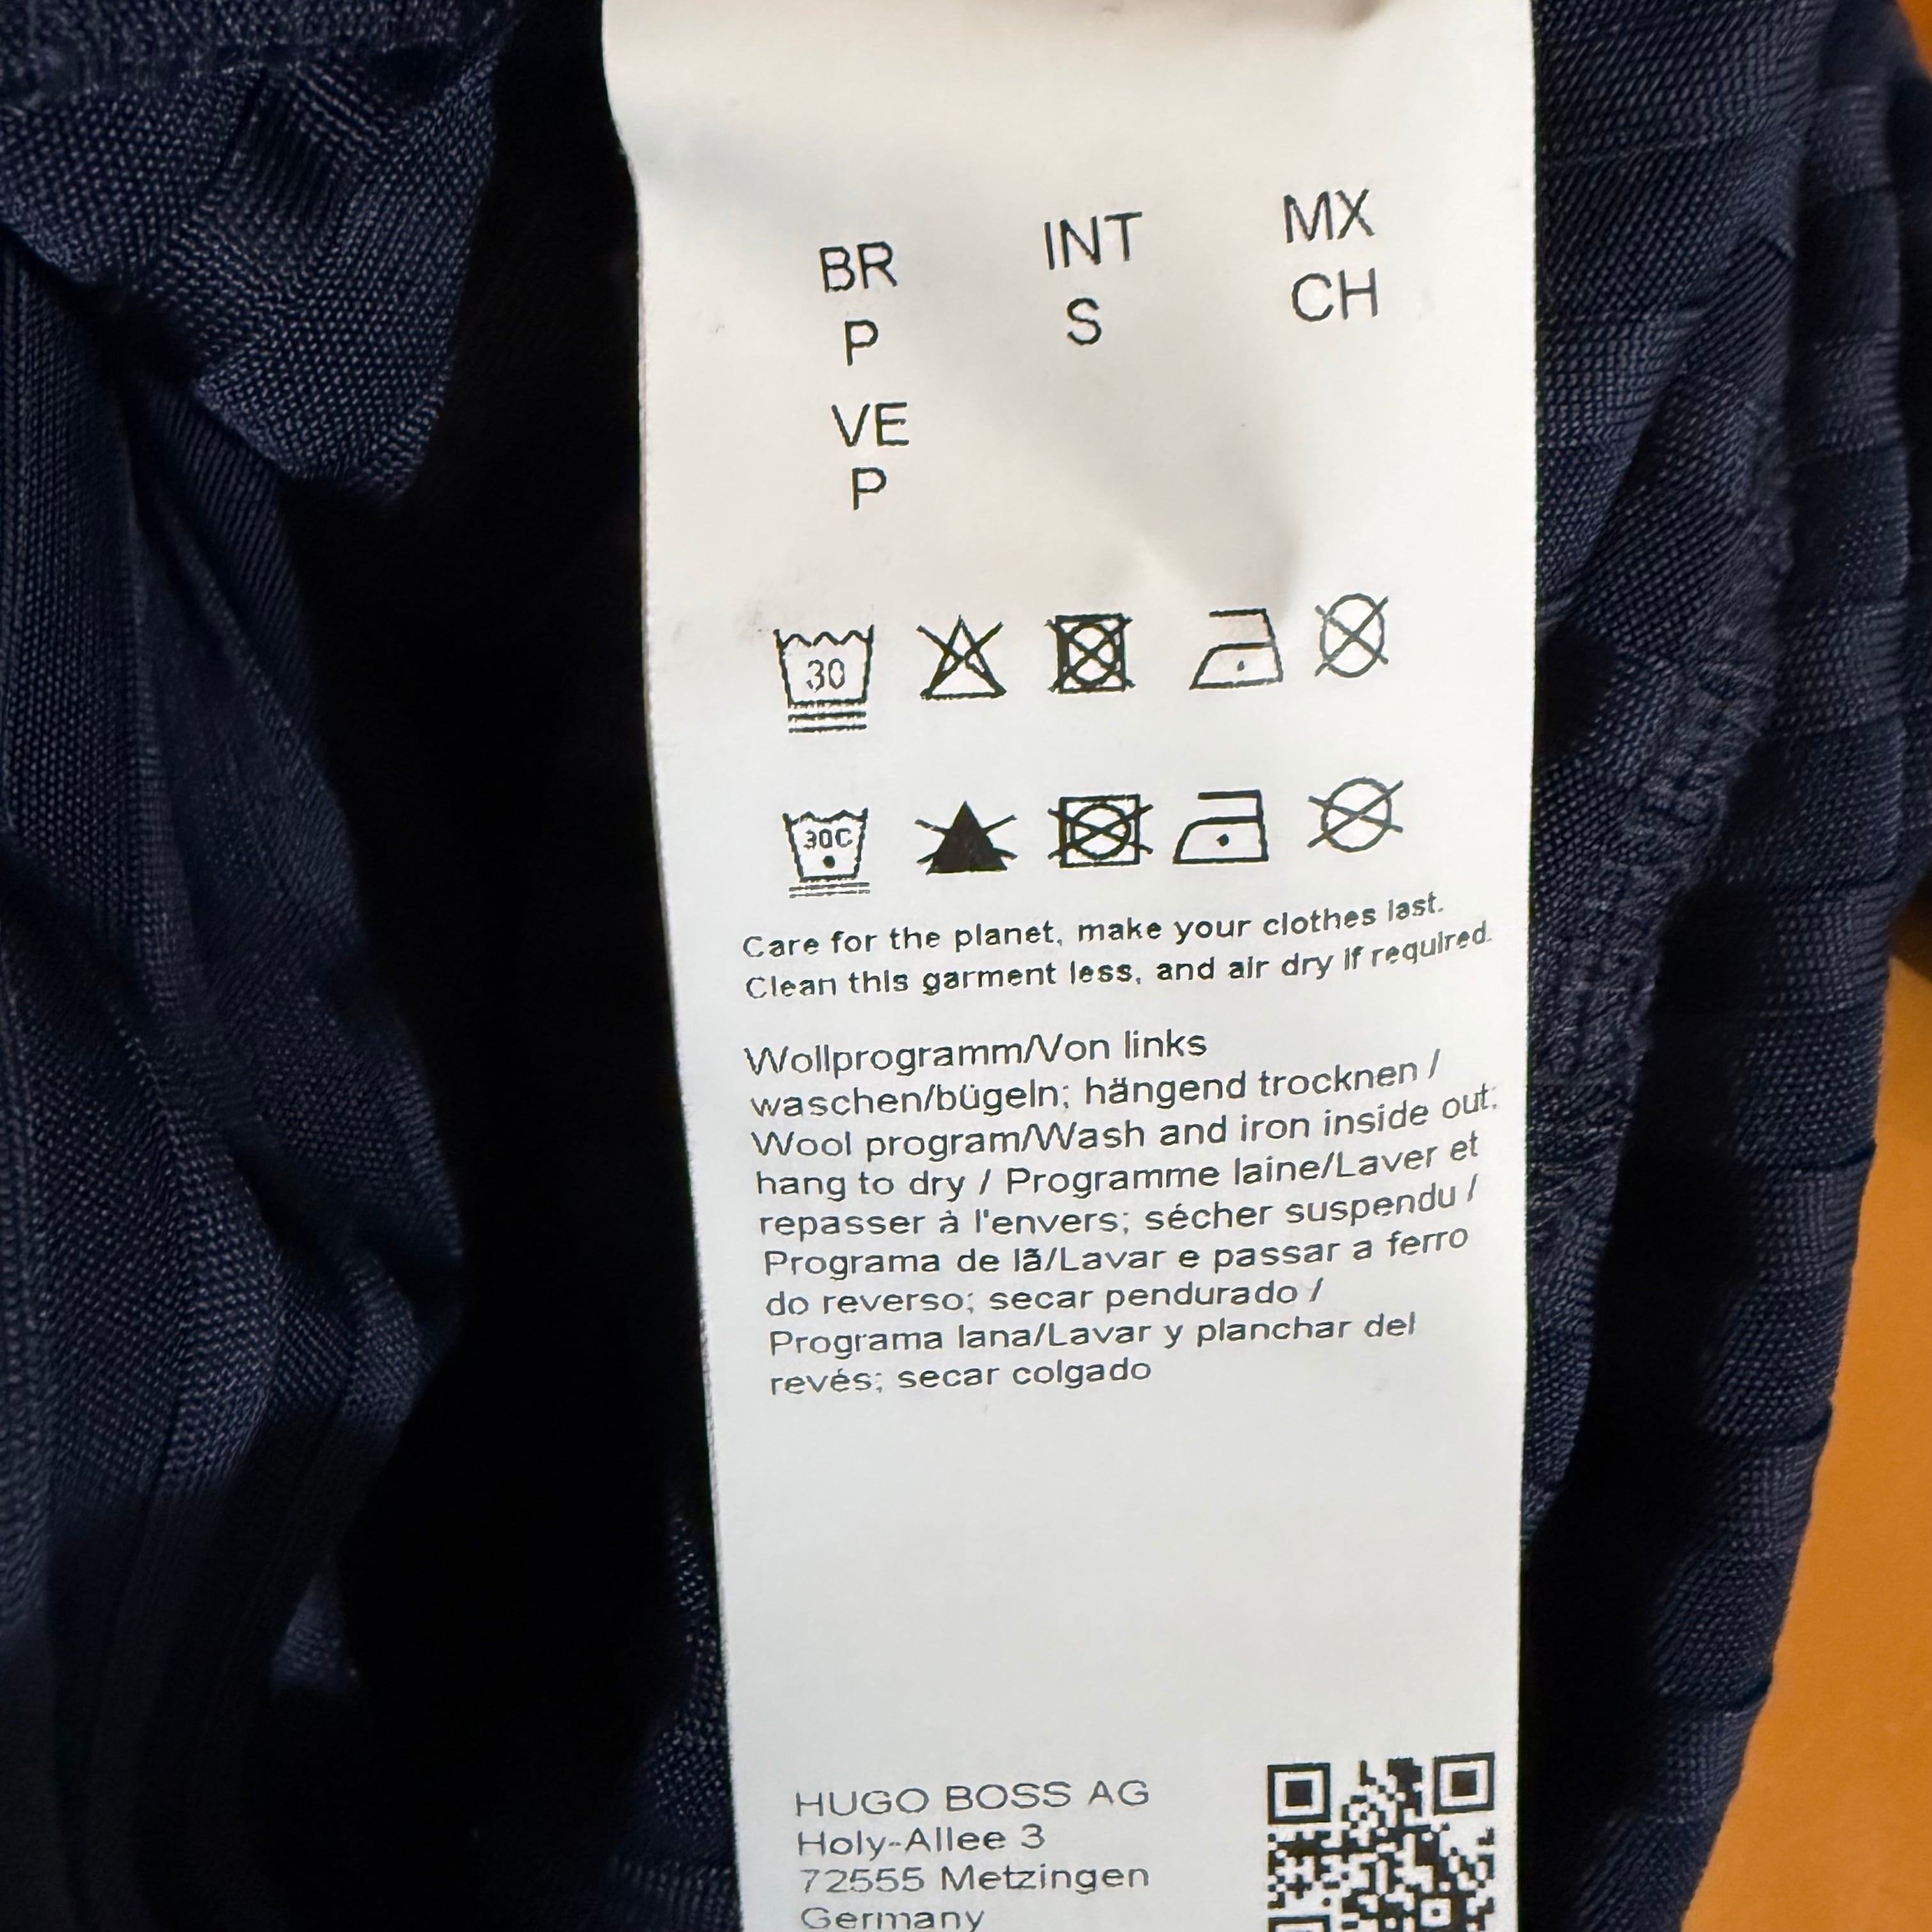 BR INT MX
P S CH
VE
P
30
30C
Care for the planet, make your clothes last.
Clean this garment less, and air dry if required.
Wollprogramm/Von links
waschen/bügeln; hängend trocknen /
Wool program/Wash and iron inside out;
hang to dry / Programme laine/Laver et
repasser à l'envers; sécher suspendu /
Programa de lã/Lavar e passar a ferro
do reverso; secar pendurado /
Programa lana/Lavar y planchar del
revés; secar colgado
HUGO BOSS AG
Holy-Allee 3
72555 Metzingen
Germany